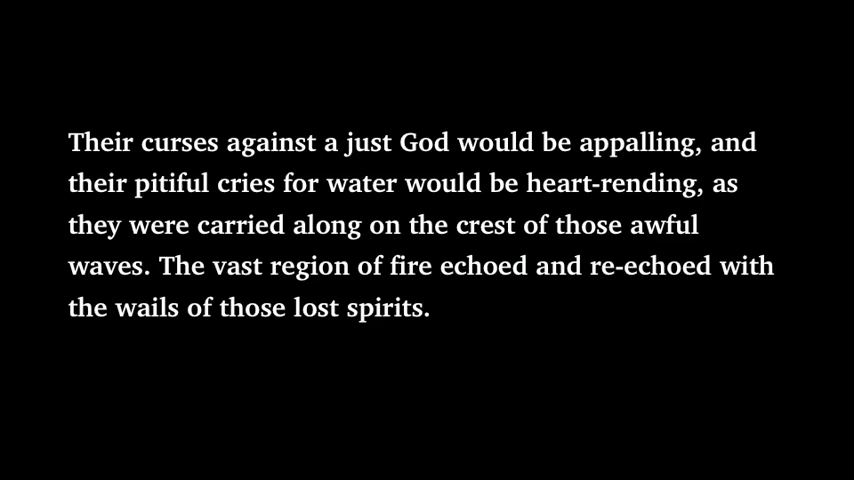 Their curses against a just God would be appalling, and
their pitiful cries for water would be heart-rending, as
they were carried along on the crest of those awful
waves. The vast region of fire echoed and re-echoed with
the wails of those lost spirits.